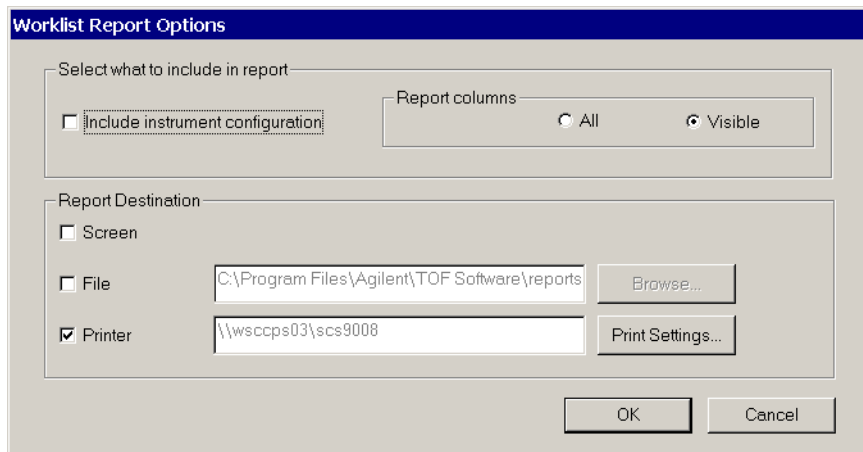 Worklist Report Options
Select what to include in report
Include instrument configuration
Report columns
All
Visible
Report Destination
Screen
File
C:\Program Files\Agilent\TOF Software\reports
Browse...
Printer
\\wsccps03\scs9008
Print Settings...
OK
Cancel